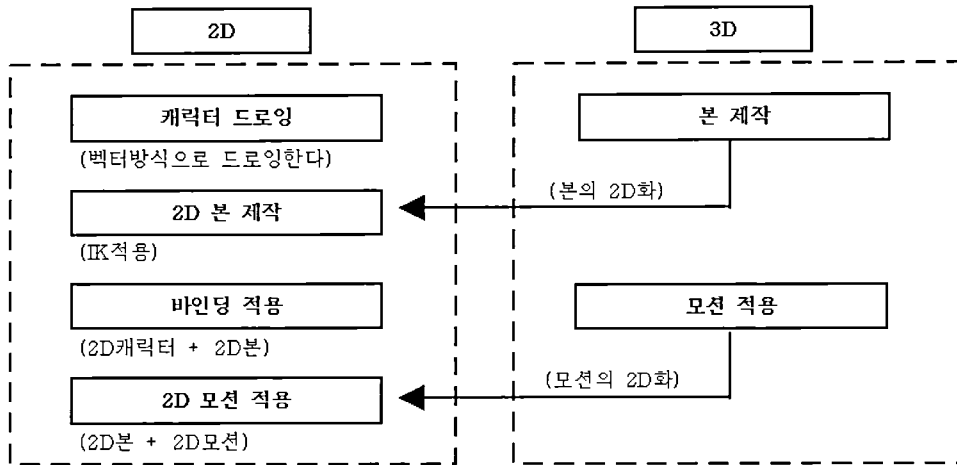 2D
3D
캐릭터 드로잉
본 제작
(벡터방식으로 드로잉한다)
(본의 2D화)
2D 본 제작
(IK적용)
바인딩 적용
모션 적용
(2D캐릭터 + 2D본)
(모션의 2D화)
2D 모션 적용
(2D본 + 2D모션)